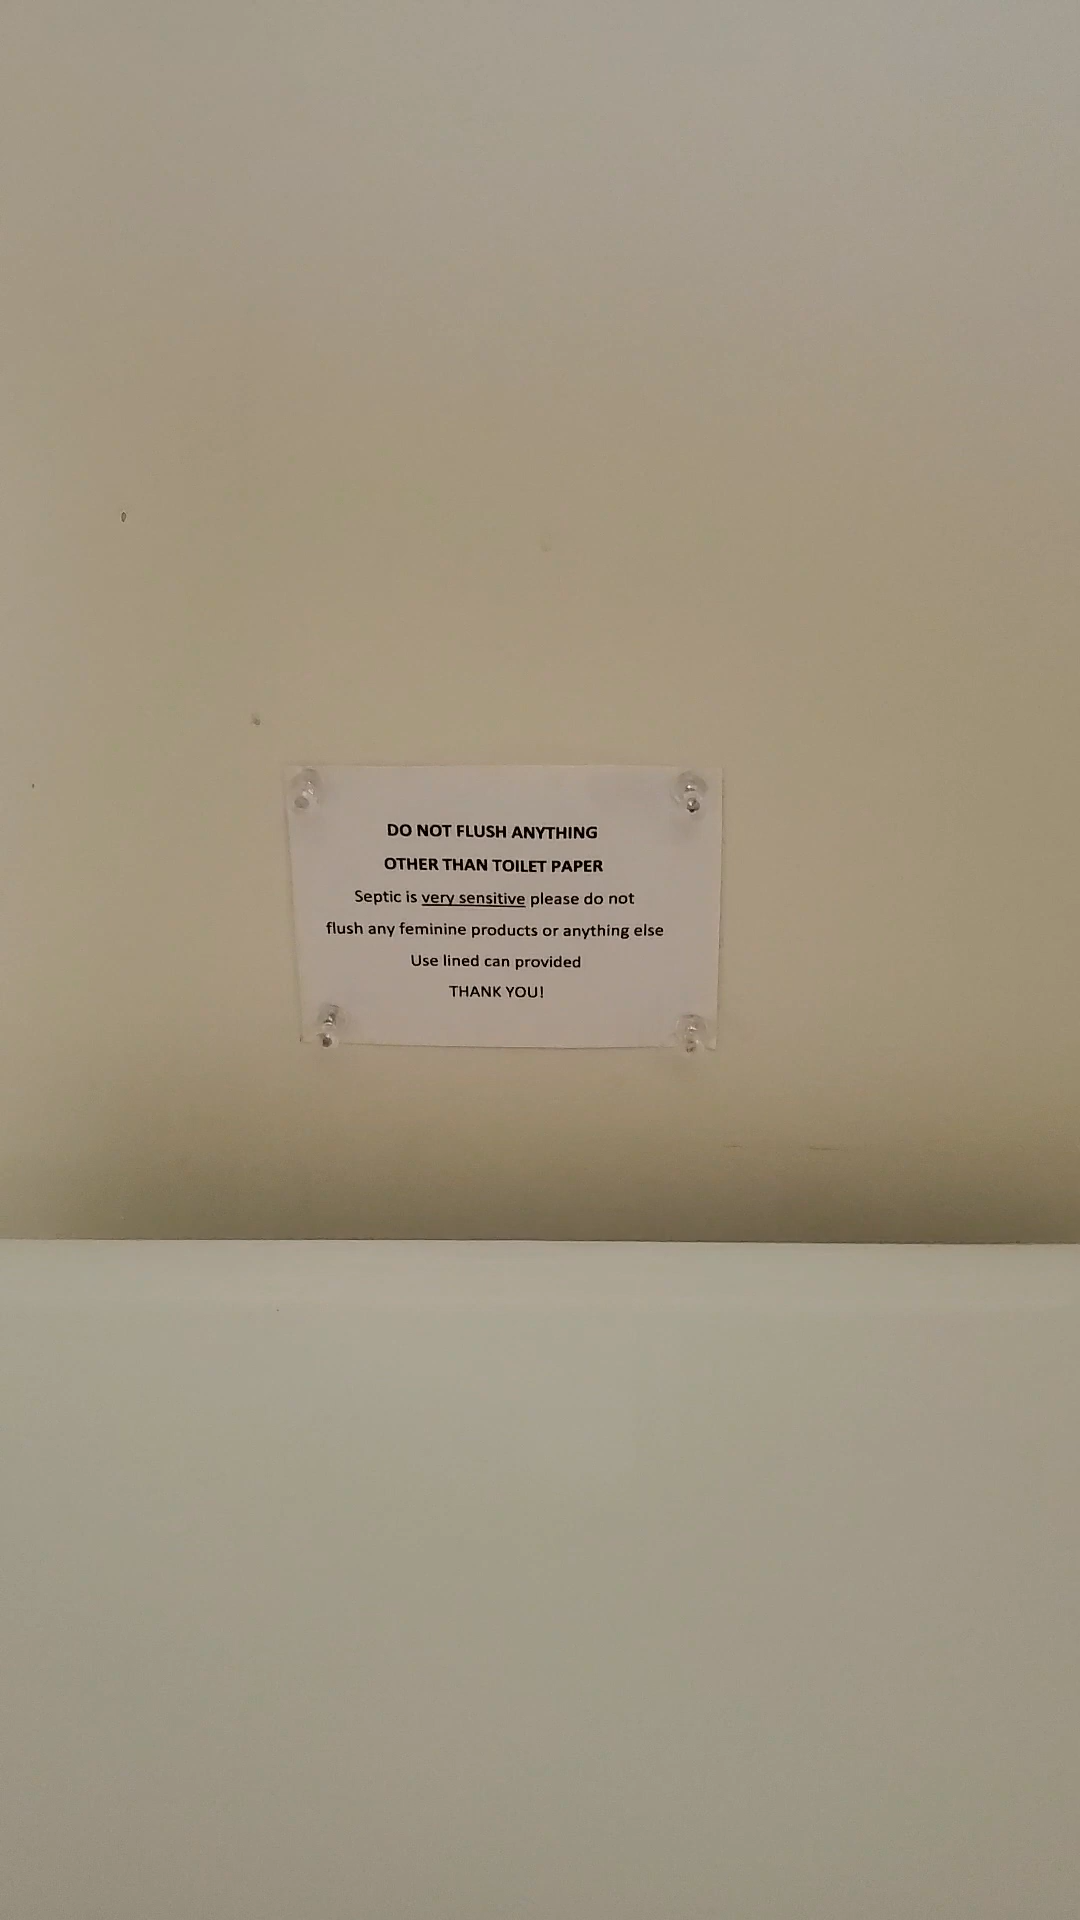 DO NOT FLUSH ANYTHING
OTHER THAN TOILET PAPER
Septic is very sensitive please do not
flush any feminine products or anything else
Use lined can provided
THANK YOU!